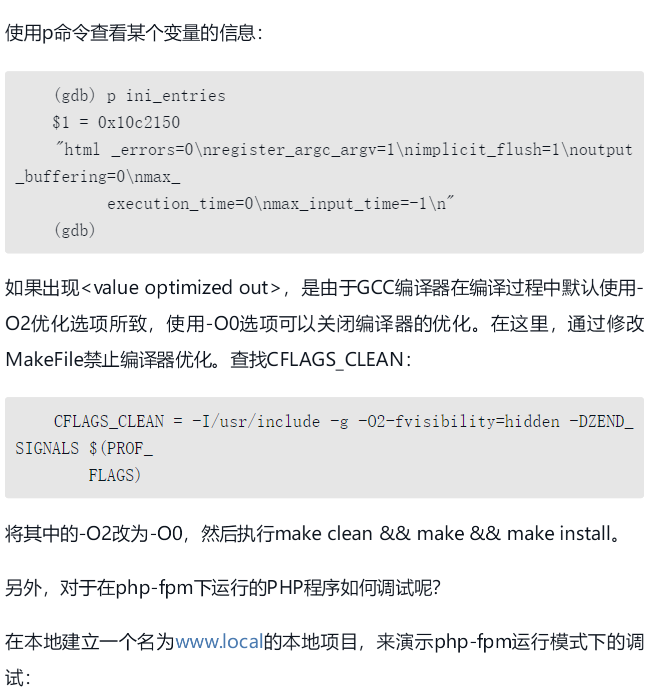 使用p命令查看某个变量的信息：
(gdb) p ini_entries
$1 = 0x10c2150
"html _errors=0\nregister_argc_argv=1\nimplicit_flush=1\noutput
_buffering=0\nmax_
execution_time=0\nmax_input_time=-1\n"
(gdb)
如果出现<value optimized out>，是由于GCC编译器在编译过程中默认使用-
O2优化选项所致，使用-O0选项可以关闭编译器的优化。在这里，通过修改
MakeFile禁止编译器优化。查找CFLAGS_CLEAN：
CFLAGS_CLEAN = -I/usr/include -g -O2-fvisibility=hidden -DZEND_
SIGNALS $(PROF_
FLAGS)
将其中的-O2改为-O0，然后执行make clean && make && make install。
另外，对于在php-fpm下运行的PHP程序如何调试呢？
在本地建立一个名为www.local的本地项目，来演示php-fpm运行模式下的调
试：